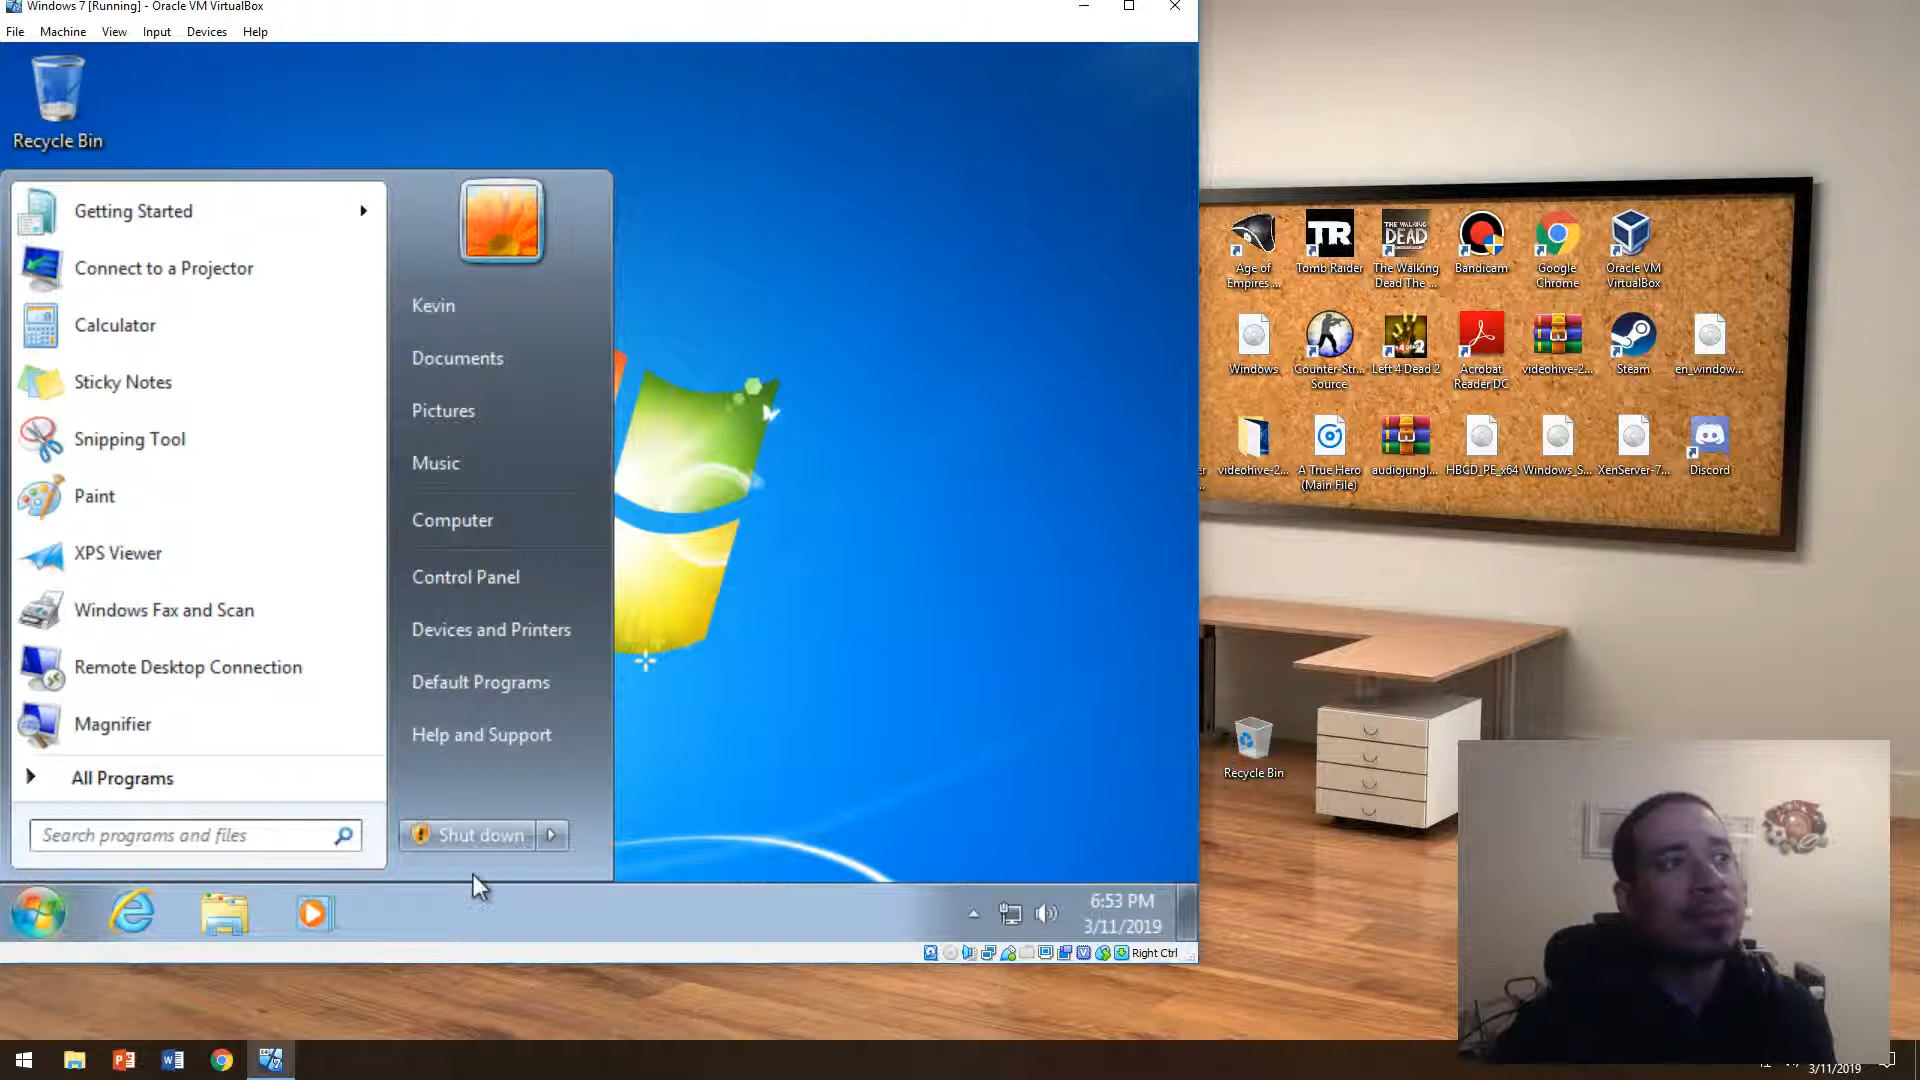 Windows 7 [Running] - Oracle VM VirtualBox
File Machine View Input Devices Help
Recycle Bin
Getting Started
Connect to a Projector
Calculator
Sticky Notes
Snipping Tool
Paint
XPS Viewer
Windows Fax and Scan
Remote Desktop Connection
Magnifier
All Programs
Search programs and files
Kevin
Documents
Pictures
Music
Computer
Control Panel
Devices and Printers
Default Programs
Help and Support
Shut down
6:53 PM
3/11/2019
Right Ctrl
TR
THE WALKING
DEAD
Age of
Empires ...
Tomb Raider
The Walking
Dead The ...
Bandicam
Google
Chrome
Oracle VM
VirtualBox
Windows
Counter-Str...
Source
Left 4 Dead 2
Acrobat
Reader DC
videohive-2...
Steam
en_window...
videohive-2...
A True Hero
(Main File)
audiojungl...
HBCD_PE_x64
Windows_S...
XenServer-7...
Discord
Recycle Bin
3/11/2019